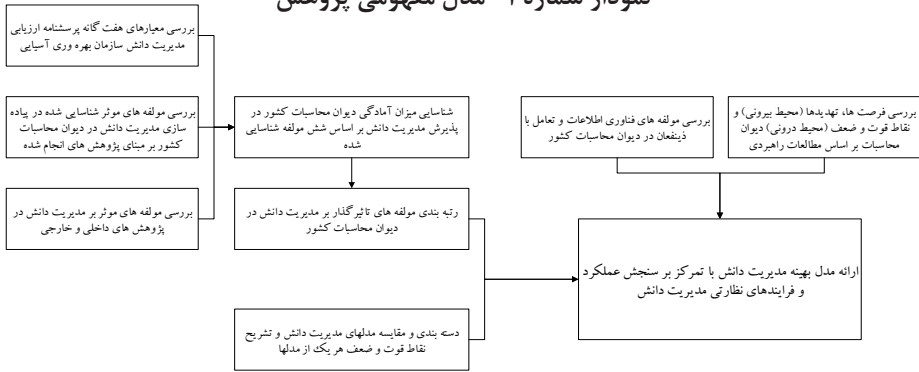 نمودار شماره ۱- مدل مفهومی پژوهش
بررسی معیارهای هفت گانه پرسشنامه ارزیابی
مدیریت دانش سازمان بهره وری آسیایی
بررسی مولفه های موثر شناسایی شده در پیاده
سازی مدیریت دانش در دیوان محاسبات
کشور بر مبنای پژوهش های انجام شده
بررسی مولفه های موثر بر مدیریت دانش در
پژوهش های داخلی و خارجی
شناسایی میزان آمادگی دیوان محاسبات کشور در
پذیرش مدیریت دانش بر اساس شش مولفه شناسایی
شده
رتبه بندی مولفه های تاثیرگذار بر مدیریت دانش در
دیوان محاسبات کشور
دسته بندی و مقایسه مدلهای مدیریت دانش و تشریح
نقاط قوت و ضعف هر یک از مدلها
بررسی مولفه های فناوری اطلاعات و تعامل با
ذینفعان در دیوان محاسبات کشور
بررسی فرصت ها، تهدیدها (محیط بیرونی) و
نقاط قوت و ضعف (محیط درونی) دیوان
محاسبات بر اساس مطالعات راهبردی
ارائه مدل بهینه مدیریت دانش با تمرکز بر سنجش عملکرد
و فرایندهای نظارتی مدیریت دانش